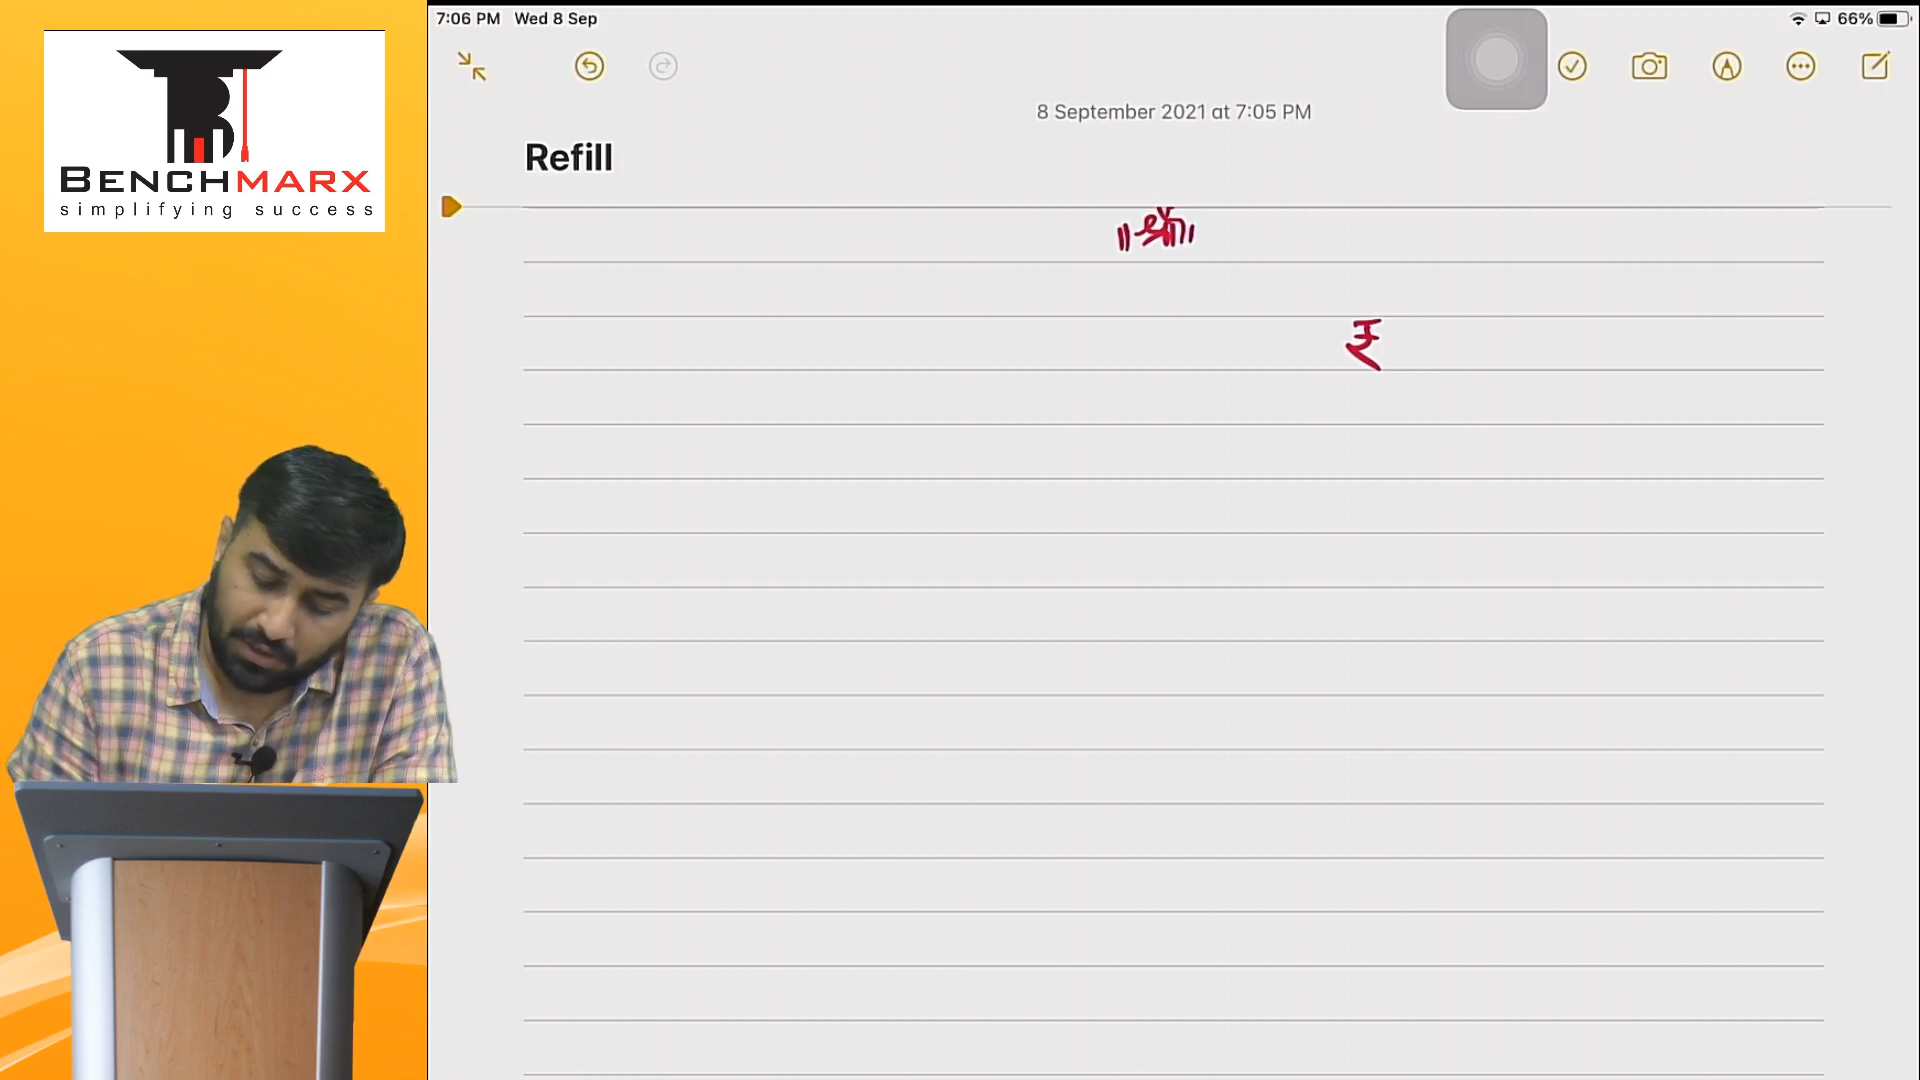 7:06 PM Wed 8 Sep
66%
BENCHMARX
simplifying success
8 September 2021 at 7:05 PM
Refill
॥श्री॥
₹